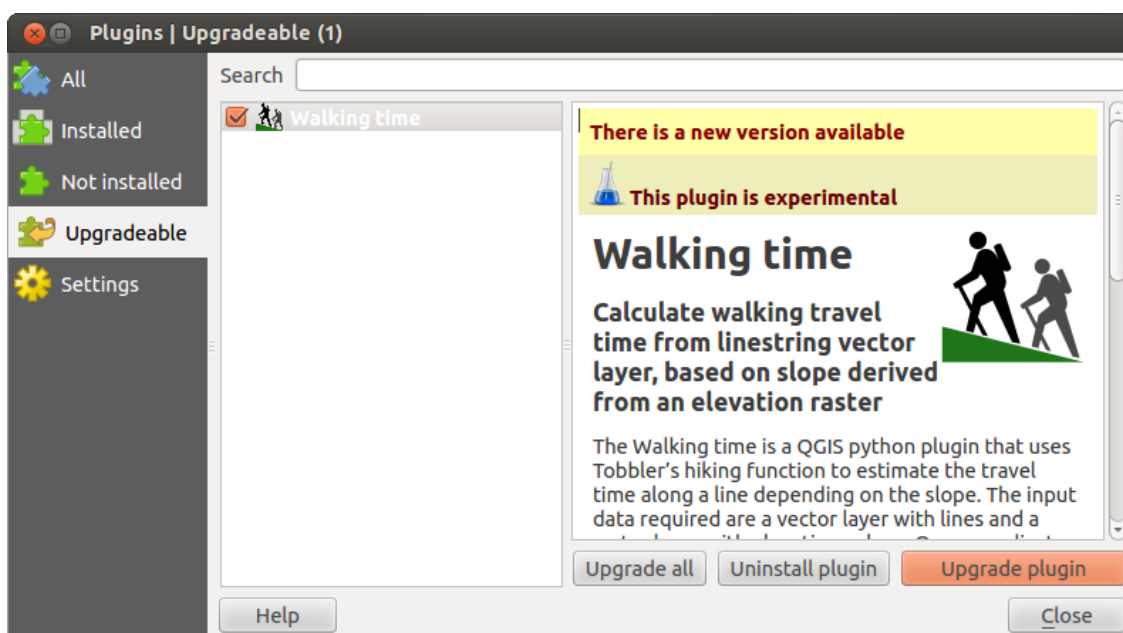 Plugins | Upgradeable (1)
All
Installed
Not installed
Upgradeable
Settings
Search
Walking time
There is a new version available
This plugin is experimental
Walking time
Calculate walking travel
time from linestring vector
layer, based on slope derived
from an elevation raster
The Walking time is a QGIS python plugin that uses
Tobbler's hiking function to estimate the travel
time along a line depending on the slope. The input
data required are a vector layer with lines and a
Upgrade all
Uninstall plugin
Upgrade plugin
Help
Close